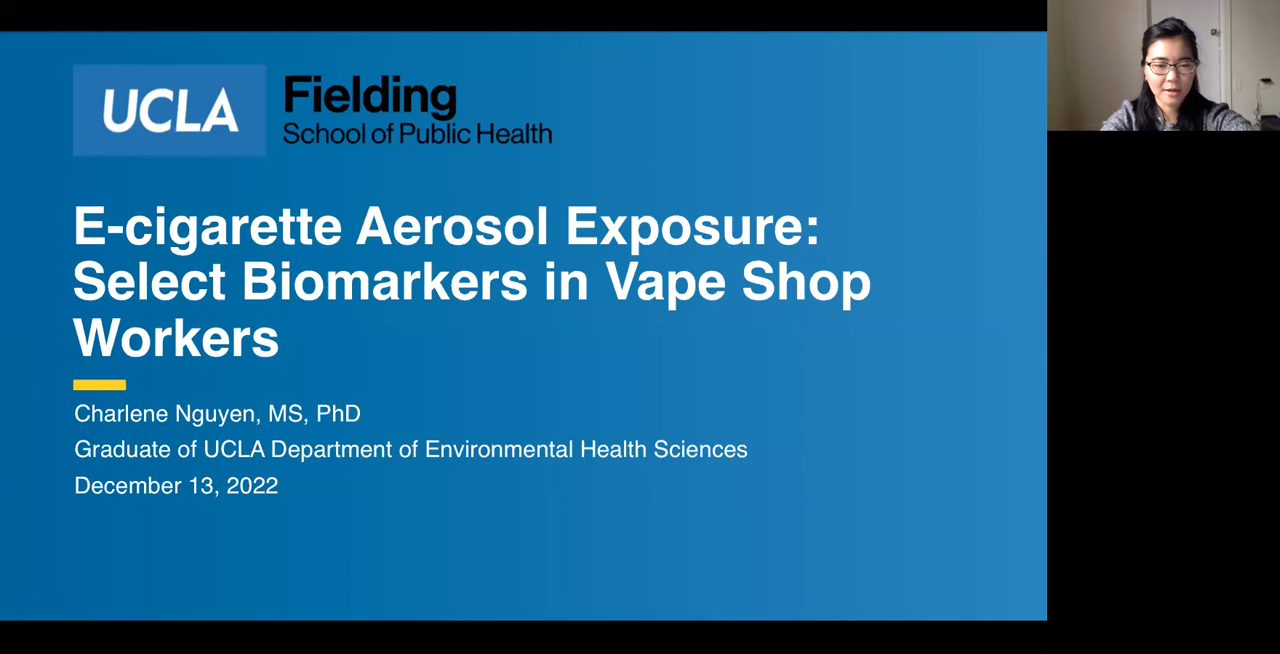 UCLA
Fielding
School of Public Health
E-cigarette Aerosol Exposure:
Select Biomarkers in Vape Shop
Workers
Charlene Nguyen, MS, PhD
Graduate of UCLA Department of Environmental Health Sciences
December 13, 2022